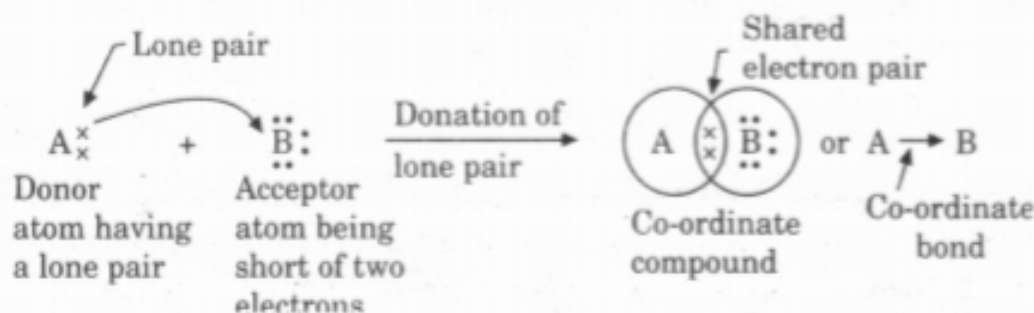 Lone pair
Shared
electron pair
A ×× + B Donation of A ×× B or A → B
lone pair
Donor
atom having
a lone pair
Acceptor
atom being
short of two
electrons
Co-ordinate
compound
Co-ordinate
bond